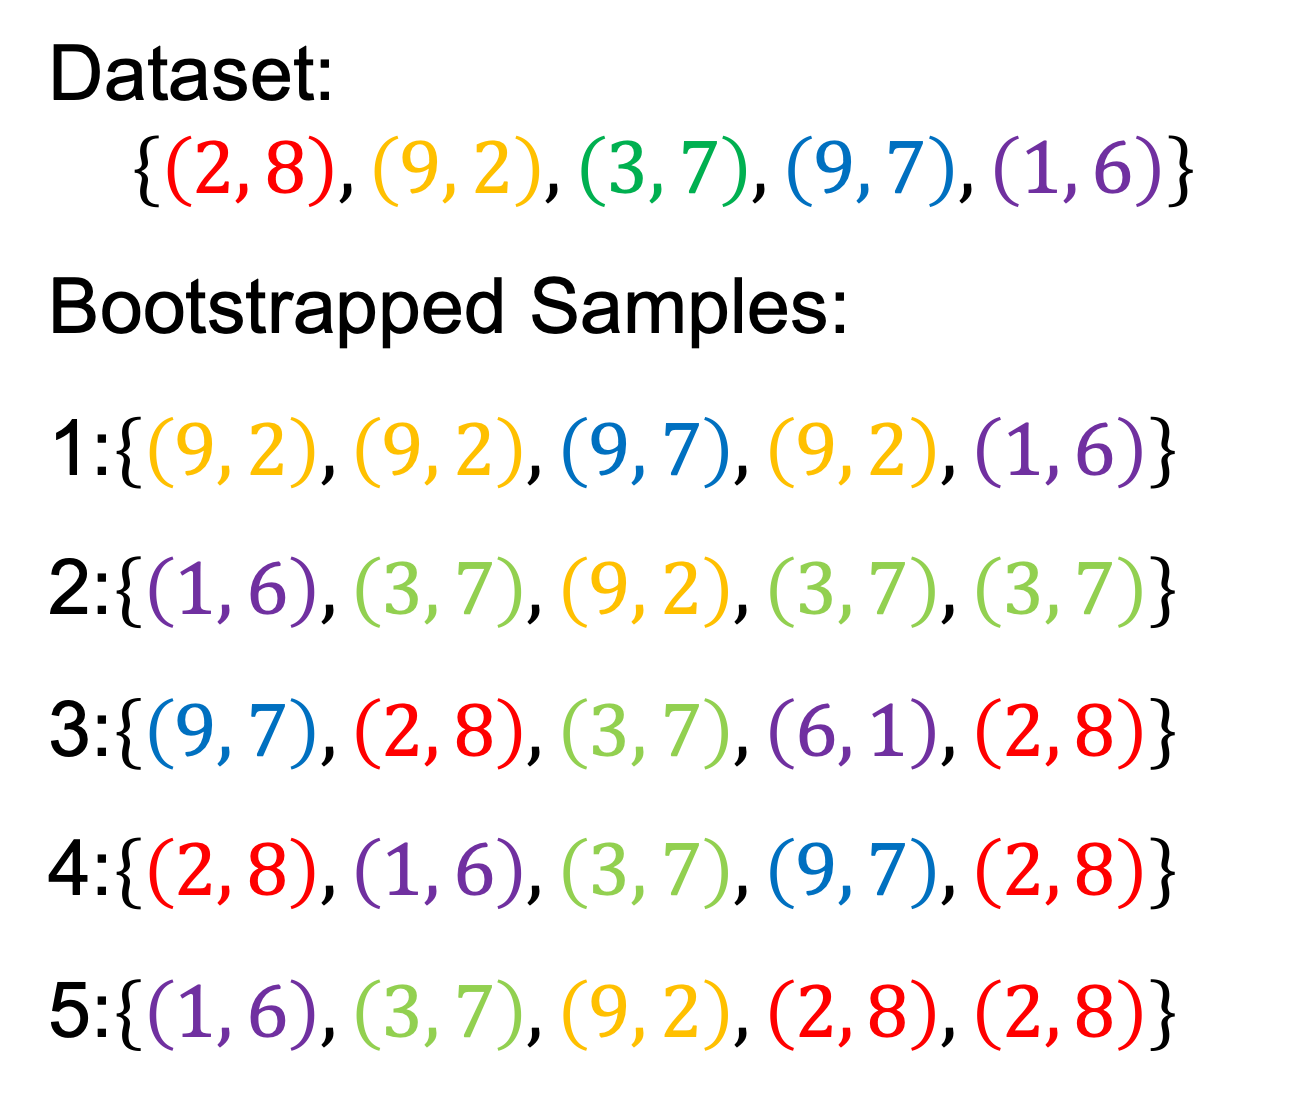 Dataset:
{(2, 8), (9, 2), (3, 7), (9, 7), (1, 6)}
Bootstrapped Samples:
1:{(9, 2), (9, 2), (9, 7), (9, 2), (1, 6)}
2:{(1, 6), (3, 7), (9, 2), (3, 7), (3, 7)}
3:{(9, 7), (2, 8), (3, 7), (6, 1), (2, 8)}
4:{(2, 8), (1, 6), (3, 7), (9, 7), (2, 8)}
5:{(1, 6), (3, 7), (9, 2), (2, 8), (2, 8)}